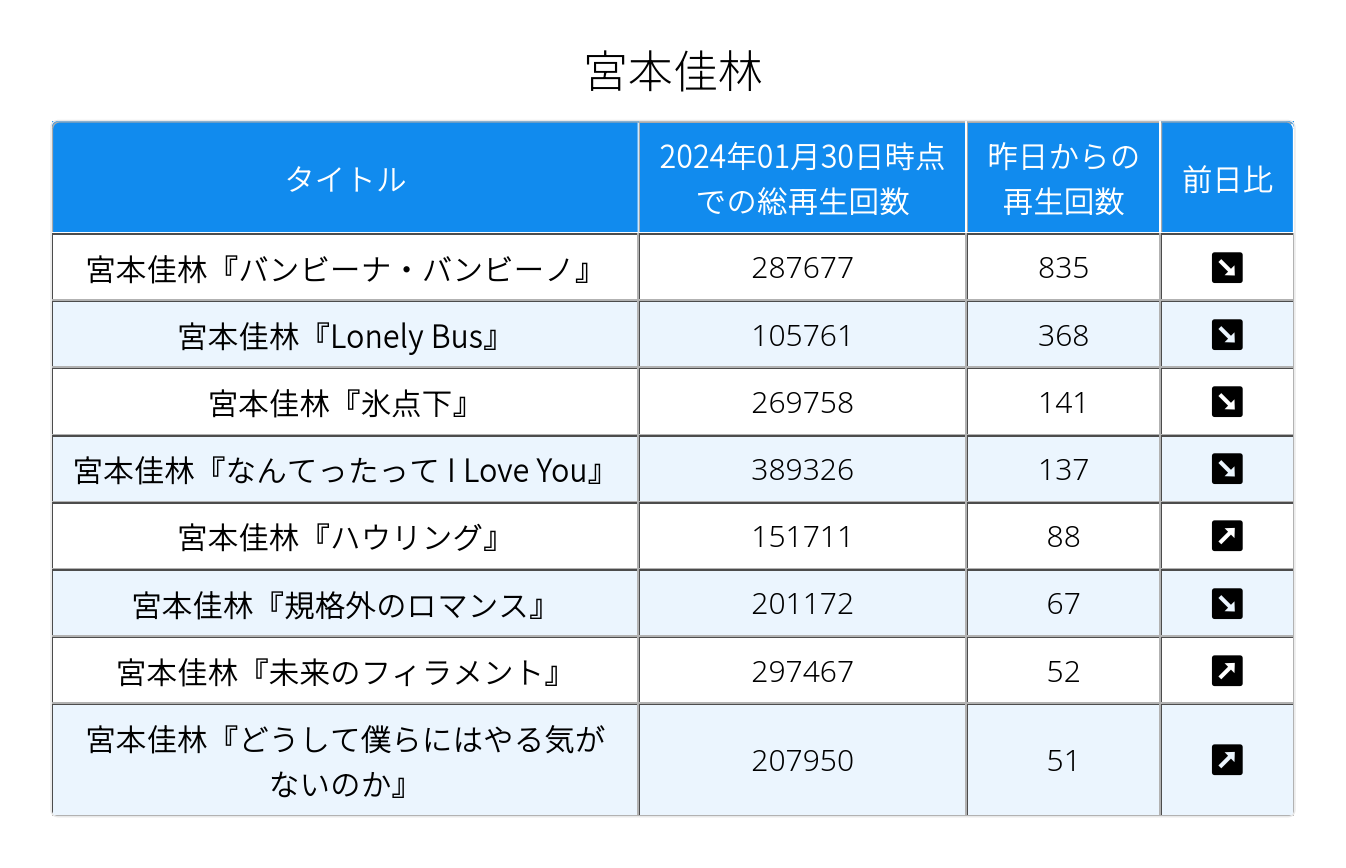 宮本佳林
タイトル
2024年01月30日時点
での総再生回数
昨日からの
再生回数
前日比
宮本佳林『バンビーナ・バンビーノ』 287677 835 ↘
宮本佳林『Lonely Bus』 105761 368 ↘
宮本佳林『氷点下』 269758 141 ↘
宮本佳林『なんてったって I Love You』 389326 137 ↘
宮本佳林『ハウリング』 151711 88 ↗
宮本佳林『規格外のロマンス』 201172 67 ↘
宮本佳林『未来のフィラメント』 297467 52 ↗
宮本佳林『どうして僕らにはやる気が
ないのか』 207950 51 ↗